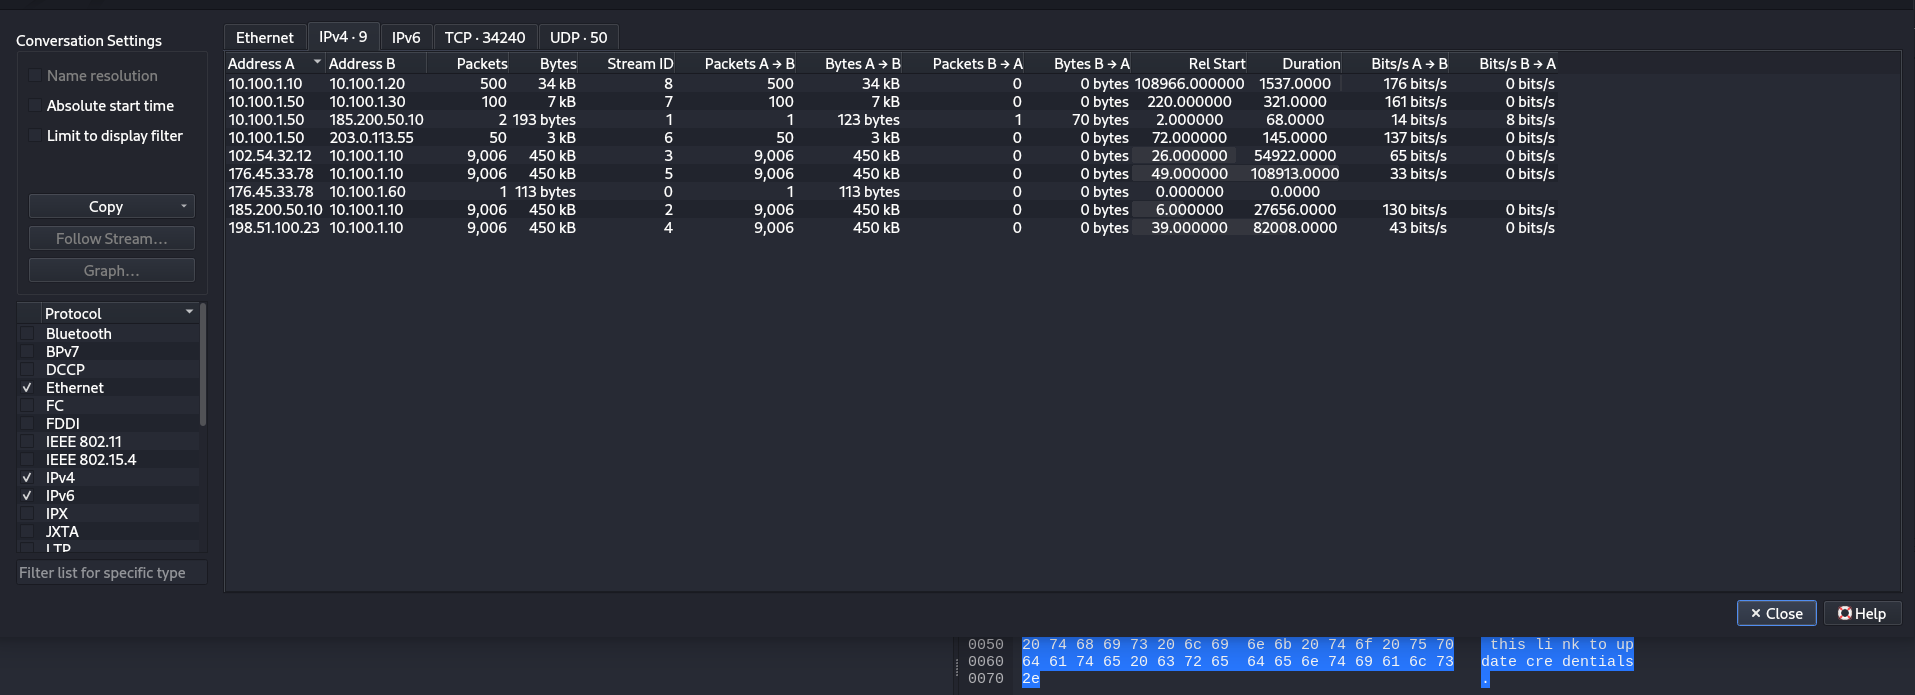 Conversation Settings
Name resolution
Absolute start time
Limit to display filter
Copy
Follow Stream...
Graph...
Protocol
Bluetooth
BPv7
DCCP
Ethernet
FC
FDDI
IEEE 802.11
IEEE 802.15.4
IPv4
IPv6
IPX
JXTA
LTP
Filter list for specific type
Ethernet IPv4 · 9 IPv6 TCP · 34240 UDP · 50
Address A Address B Packets Bytes Stream ID Packets A → B Bytes A → B Packets B → A Bytes B → A Rel Start Duration Bits/s A → B Bits/s B → A
10.100.1.10 10.100.1.20 500 34 kB 8 500 34 kB 0 0 bytes 108966.000000 1537.0000 176 bits/s 0 bits/s
10.100.1.50 10.100.1.30 100 7 kB 7 100 7 kB 0 0 bytes 220.000000 321.0000 161 bits/s 0 bits/s
10.100.1.50 185.200.50.10 2 193 bytes 1 1 123 bytes 1 70 bytes 2.000000 68.0000 14 bits/s 8 bits/s
10.100.1.50 203.0.113.55 50 3 kB 6 50 3 kB 0 0 bytes 72.000000 145.0000 137 bits/s 0 bits/s
102.54.32.12 10.100.1.10 9,006 450 kB 3 9,006 450 kB 0 0 bytes 26.000000 54922.0000 65 bits/s 0 bits/s
176.45.33.78 10.100.1.10 9,006 450 kB 5 9,006 450 kB 0 0 bytes 49.000000 108913.0000 33 bits/s 0 bits/s
176.45.33.78 10.100.1.60 1 113 bytes 0 1 113 bytes 0 0 bytes 0.000000 0.0000
185.200.50.10 10.100.1.10 9,006 450 kB 2 9,006 450 kB 0 0 bytes 6.000000 27656.0000 130 bits/s 0 bits/s
198.51.100.23 10.100.1.10 9,006 450 kB 4 9,006 450 kB 0 0 bytes 39.000000 82008.0000 43 bits/s 0 bits/s
Close Help
0050 20 74 68 69 73 20 6c 69 6e 6b 20 74 6f 20 75 70 this li nk to up
0060 64 61 74 65 20 63 72 65 64 65 6e 74 69 61 6c 73 date cre dentials
0070 2e .